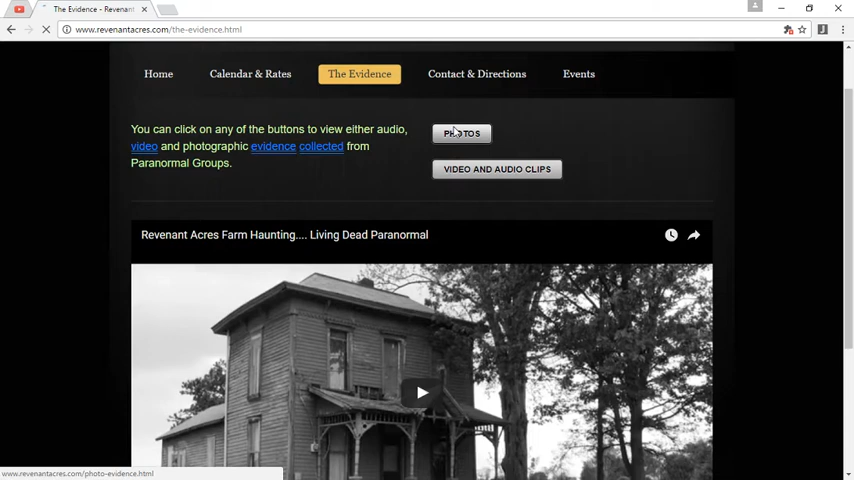 The Evidence - Revenant
www.revenantacres.com/the-evidence.html
Home Calendar & Rates The Evidence Contact & Directions Events
You can click on any of the buttons to view either audio,
video and photographic evidence collected from
Paranormal Groups.
PHOTOS
VIDEO AND AUDIO CLIPS
Revenant Acres Farm Haunting.... Living Dead Paranormal
www.revenantacres.com/photo-evidence.html